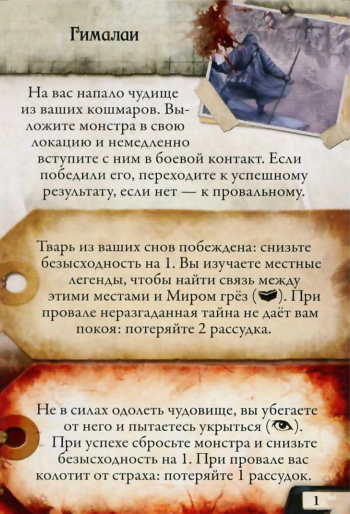 Гималаи
На вас напало чудище
из ваших кошмаров. Вы-
ложите монстра в свою
локацию и немедленно
вступите с ним в боевой контакт. Если
победили его, переходите к успешному
результату, если нет — к провальному.
Тварь из ваших снов побеждена: снизьте
безысходность на 1. Вы изучаете местные
легенды, чтобы найти связь между
этими местами и Миром грёз (). При
провале неразгаданная тайна не даёт вам
покоя: потеряйте 2 рассудка.
Не в силах одолеть чудовище, вы убегаете
от него и пытаетесь укрыться ().
При успехе сбросьте монстра и снизьте
безысходность на 1. При провале вас
колотит от страха: потеряйте 1 рассудок.
1